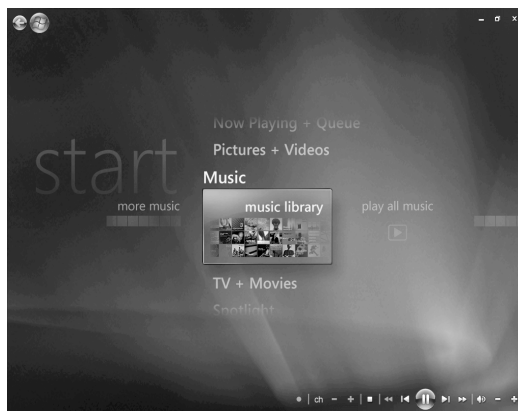 Now Playing + Queue
Pictures + Videos
start
Music
more music
music library
play all music
TV + Movies
Spotlight
ch